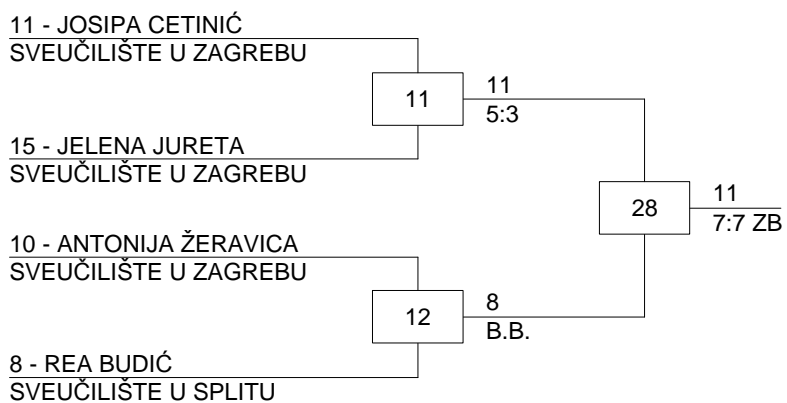 11 - JOSIPA CETINIĆ
SVEUČILIŠTE U ZAGREBU
11
11
5:3
15 - JELENA JURETA
SVEUČILIŠTE U ZAGREBU
28
11
7:7 ZB
10 - ANTONIJA ŽERAVICA
SVEUČILIŠTE U ZAGREBU
12
8
B.B.
8 - REA BUDIĆ
SVEUČILIŠTE U SPLITU